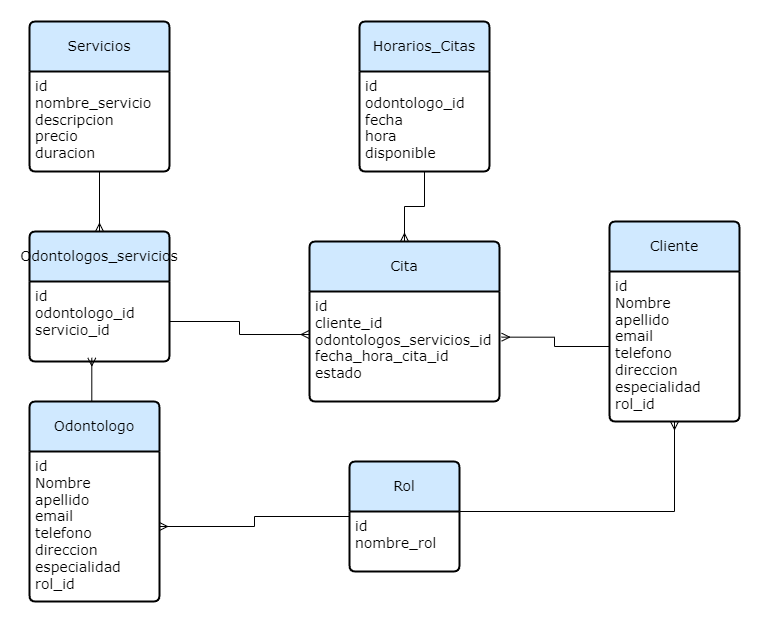 Servicios
id
nombre_servicio
descripcion
precio
duracion
Horarios_Citas
id
odontologo_id
fecha
hora
disponible
Odontologos_servicios
id
odontologo_id
servicio_id
Cita
id
cliente_id
odontologos_servicios_id
fecha_hora_cita_id
estado
Cliente
id
Nombre
apellido
email
telefono
direccion
especialidad
rol_id
Odontologo
id
Nombre
apellido
email
telefono
direccion
especialidad
rol_id
Rol
id
nombre_rol